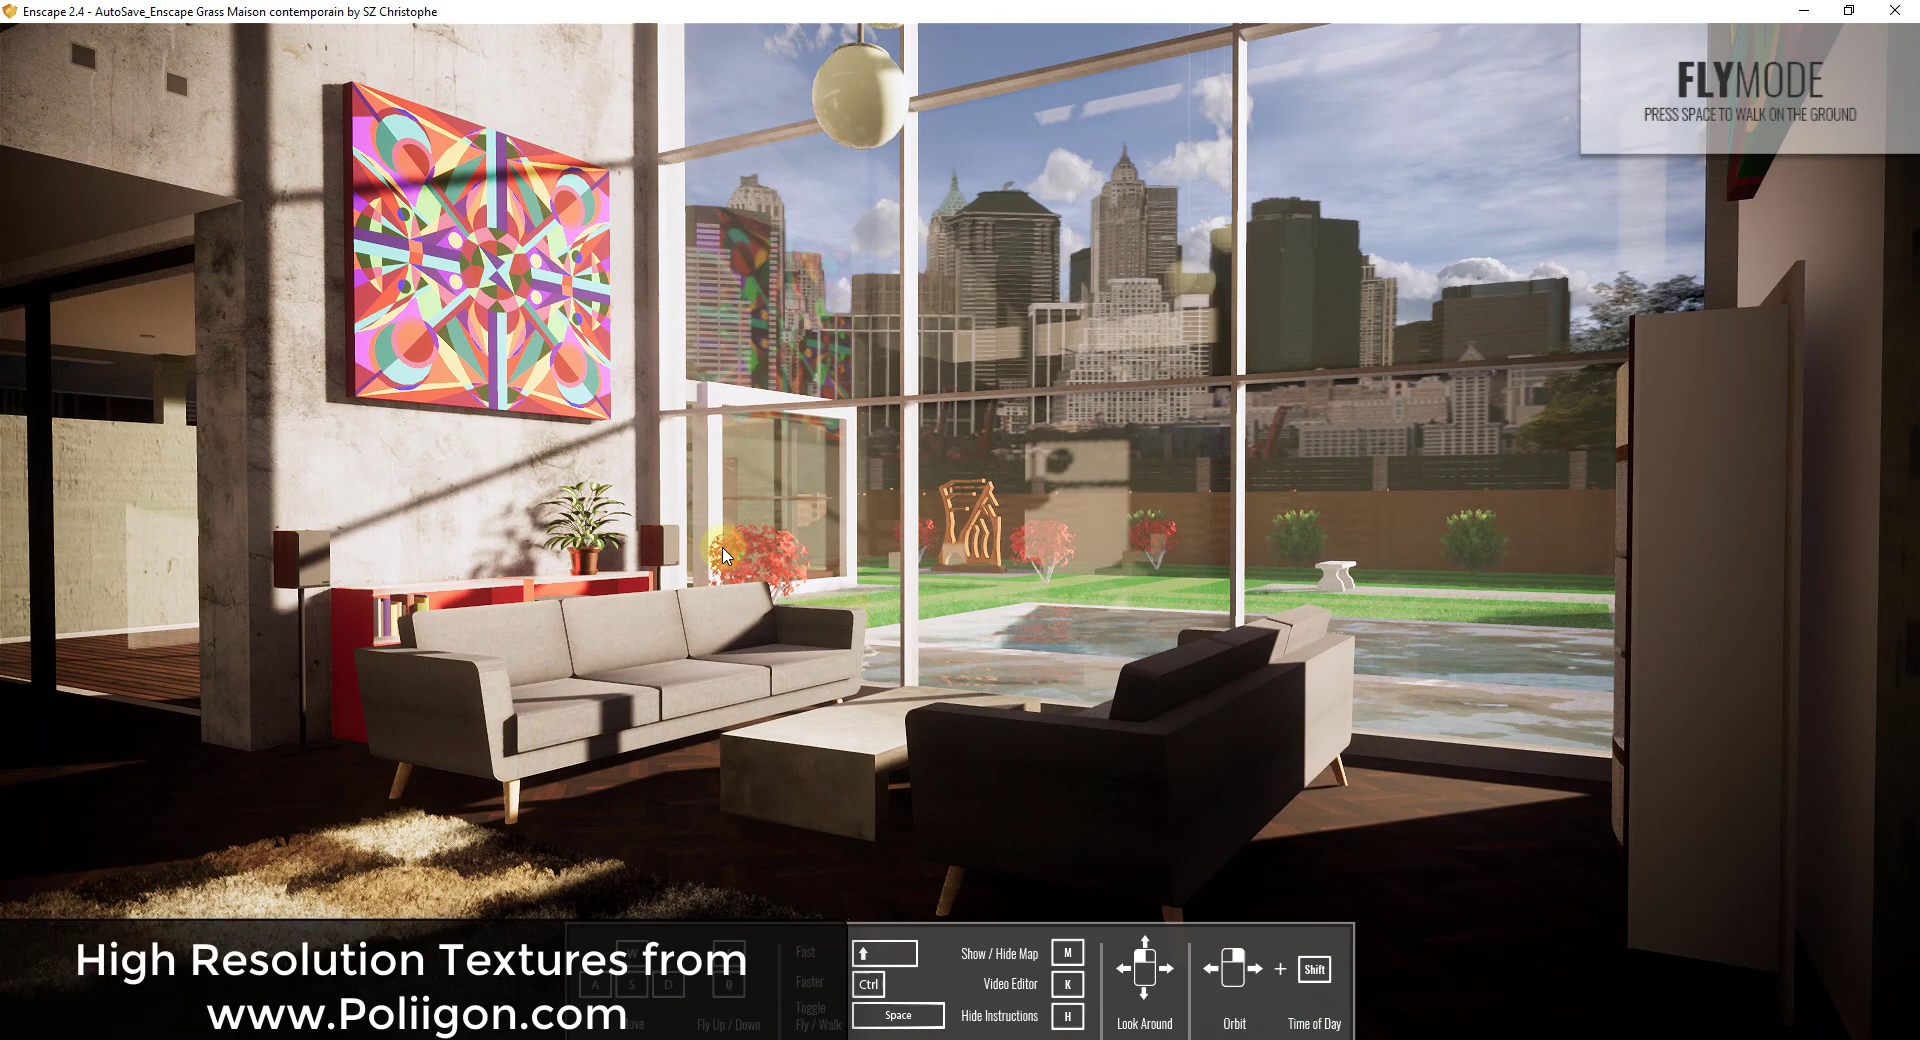 Enscape 2.4 - AutoSave_Enscape Grass Maison contemporain by SZ Christophe
FLYMODE
PRESS SPACE TO WALK ON THE GROUND
High Resolution Textures from
www.Poliigon.com
W
A S D
Q
Fly Up / Down
Fast
Faster
Toggle
Fly / Walk
Ctrl
Space
Show / Hide Map M
Video Editor K
Hide Instructions H
Look Around
Orbit
+ Shift
Time of Day